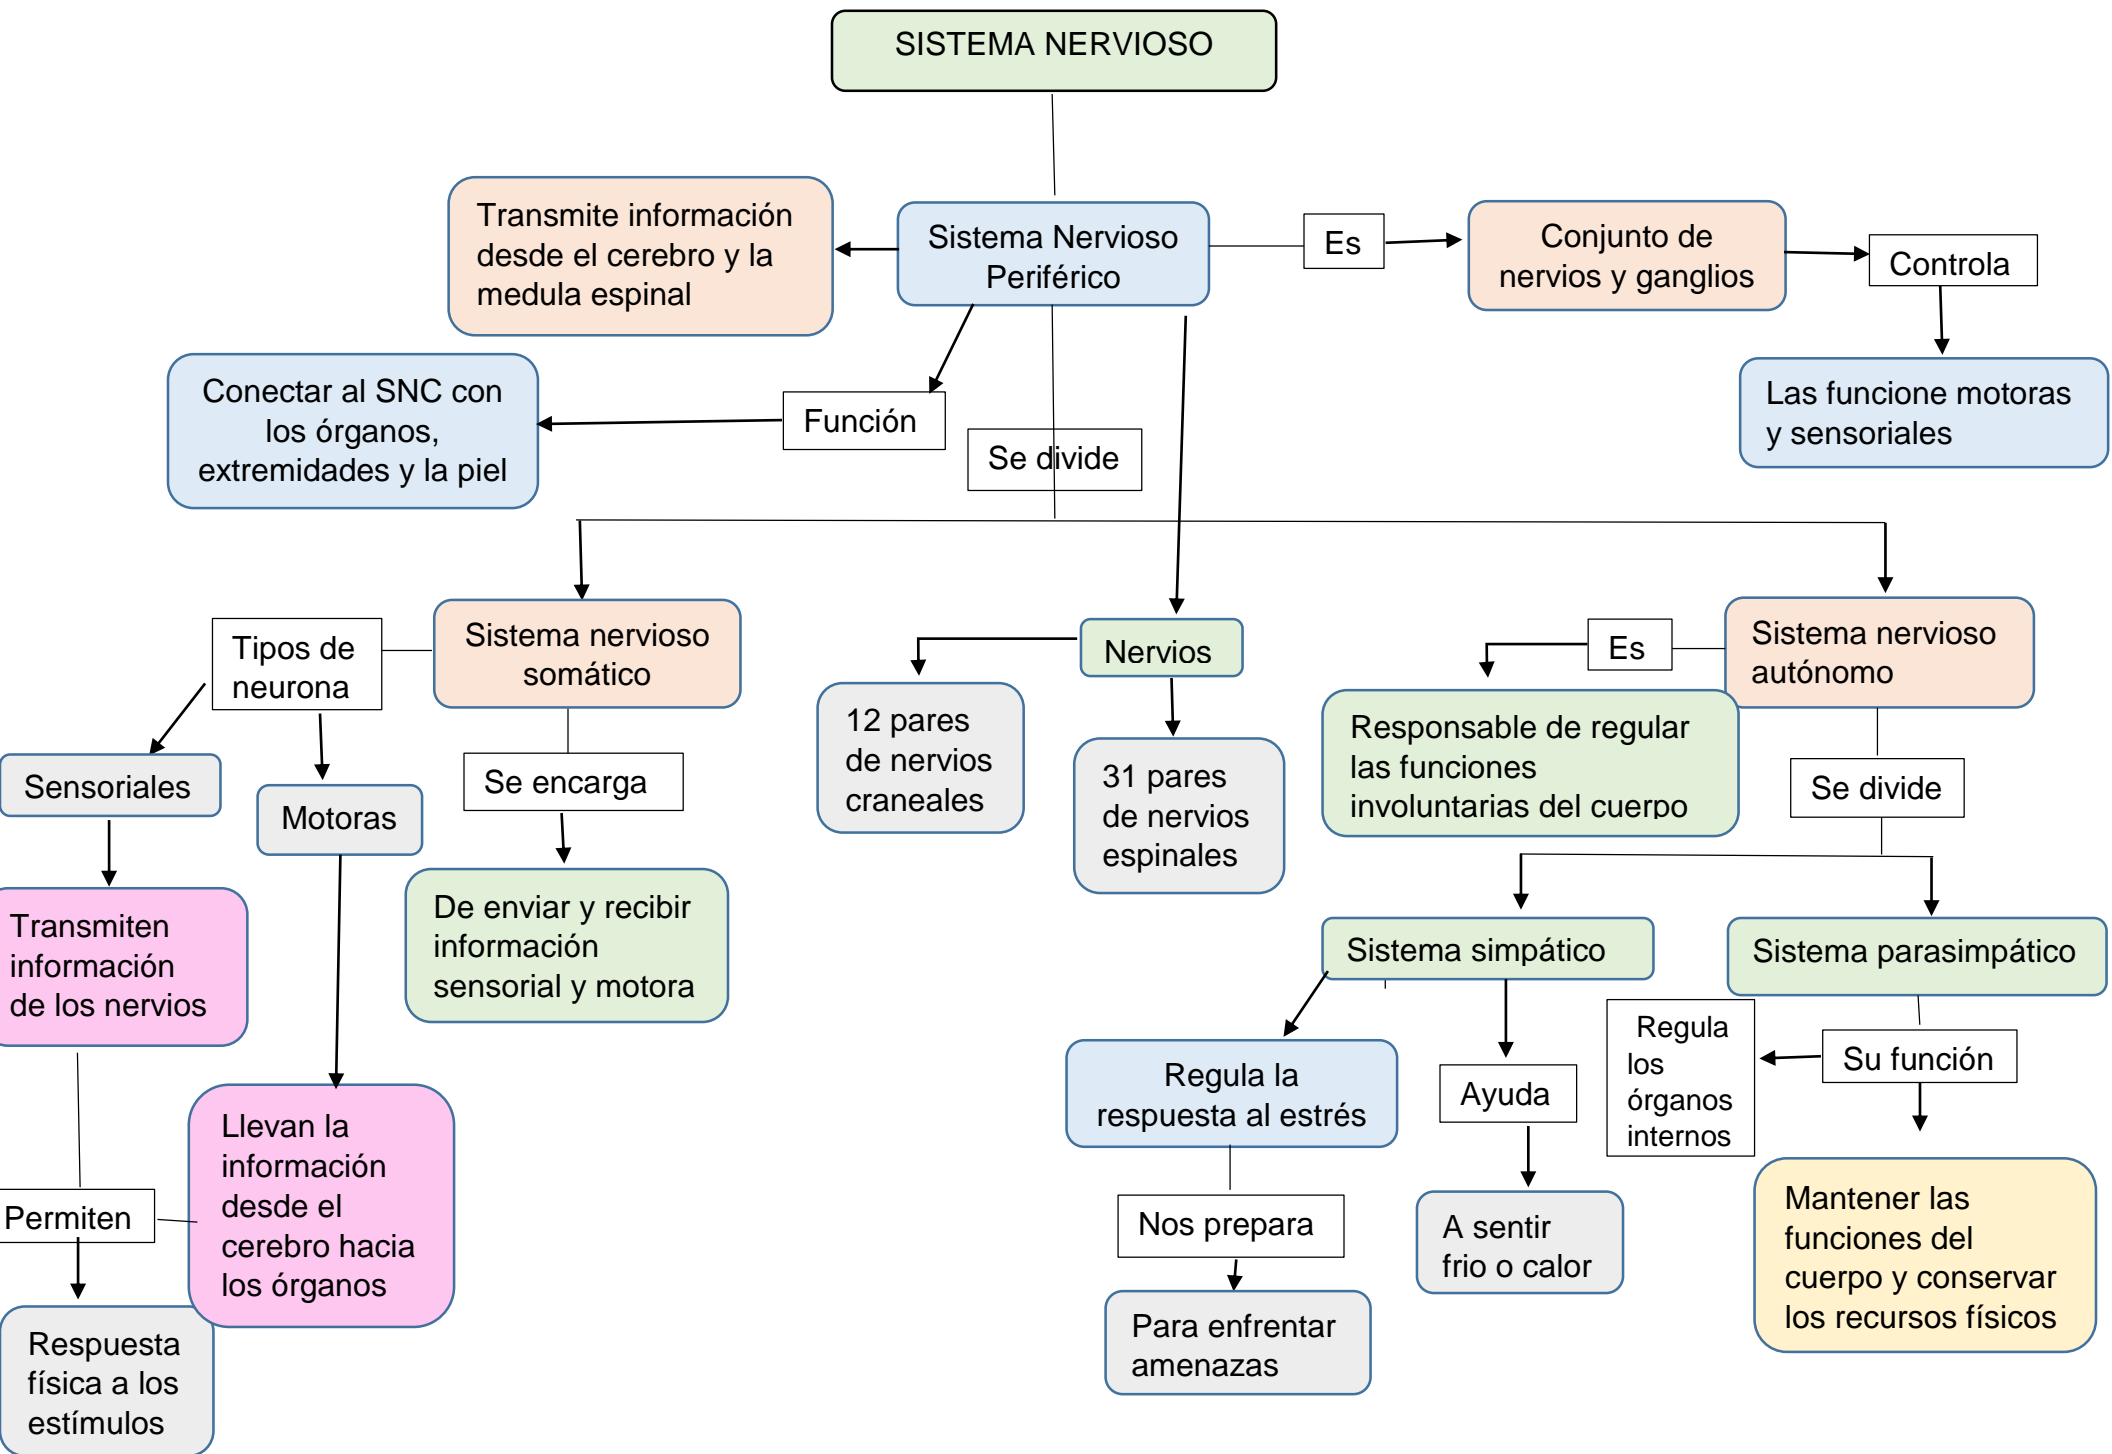 SISTEMA NERVIOSO
Transmite información
desde el cerebro y la
medula espinal
Sistema Nervioso
Periférico
Es
Conjunto de
nervios y ganglios
Controla
Las funcione motoras
y sensoriales
Conectar al SNC con
los órganos,
extremidades y la piel
Función
Se divide
Sistema nervioso
somático
Tipos de
neurona
Nervios
Es
Sistema nervioso
autónomo
Sensoriales
Motoras
Se encarga
12 pares
de nervios
craneales
31 pares
de nervios
espinales
Responsable de regular
las funciones
involuntarias del cuerpo
Se divide
Transmiten
información
de los nervios
De enviar y recibir
información
sensorial y motora
Sistema simpático
Sistema parasimpático
Regula
los
órganos
internos
Su función
Regula la
respuesta al estrés
Ayuda
Llevan la
información
desde el
cerebro hacia
los órganos
Permiten
Nos prepara
A sentir
frio o calor
Mantener las
funciones del
cuerpo y conservar
los recursos físicos
Respuesta
física a los
estímulos
Para enfrentar
amenazas